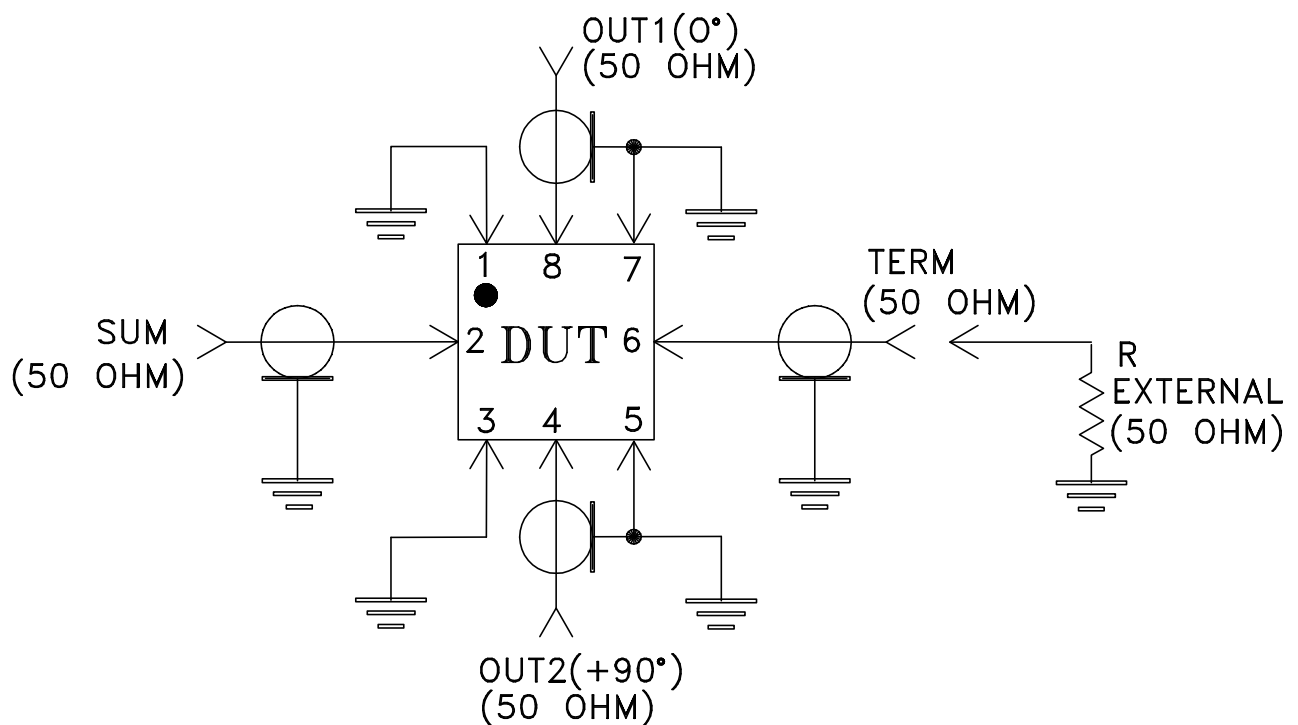 OUT1(0°)
(50 OHM)
1 8 7
TERM
(50 OHM)
SUM
(50 OHM)
2 DUT 6
R
EXTERNAL
(50 OHM)
3 4 5
OUT2(+90°)
(50 OHM)